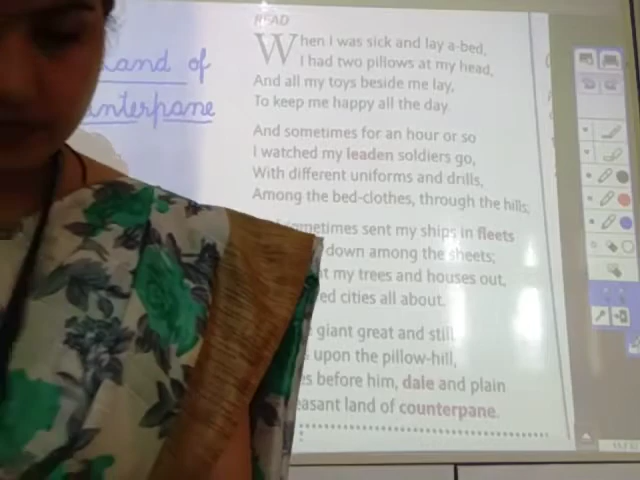 Land of
unterpane
READ
When I was sick and lay a-bed,
I had two pillows at my head,
And all my toys beside me lay,
To keep me happy all the day.
And sometimes for an hour or so
I watched my leaden soldiers go,
With different uniforms and drills,
Among the bed-clothes, through the hills;
sometimes sent my ships in fleets
down among the sheets;
my trees and houses out,
cities all about.
giant great and still
upon the pillow-hill,
before him, dale and plain
land of counterpane.